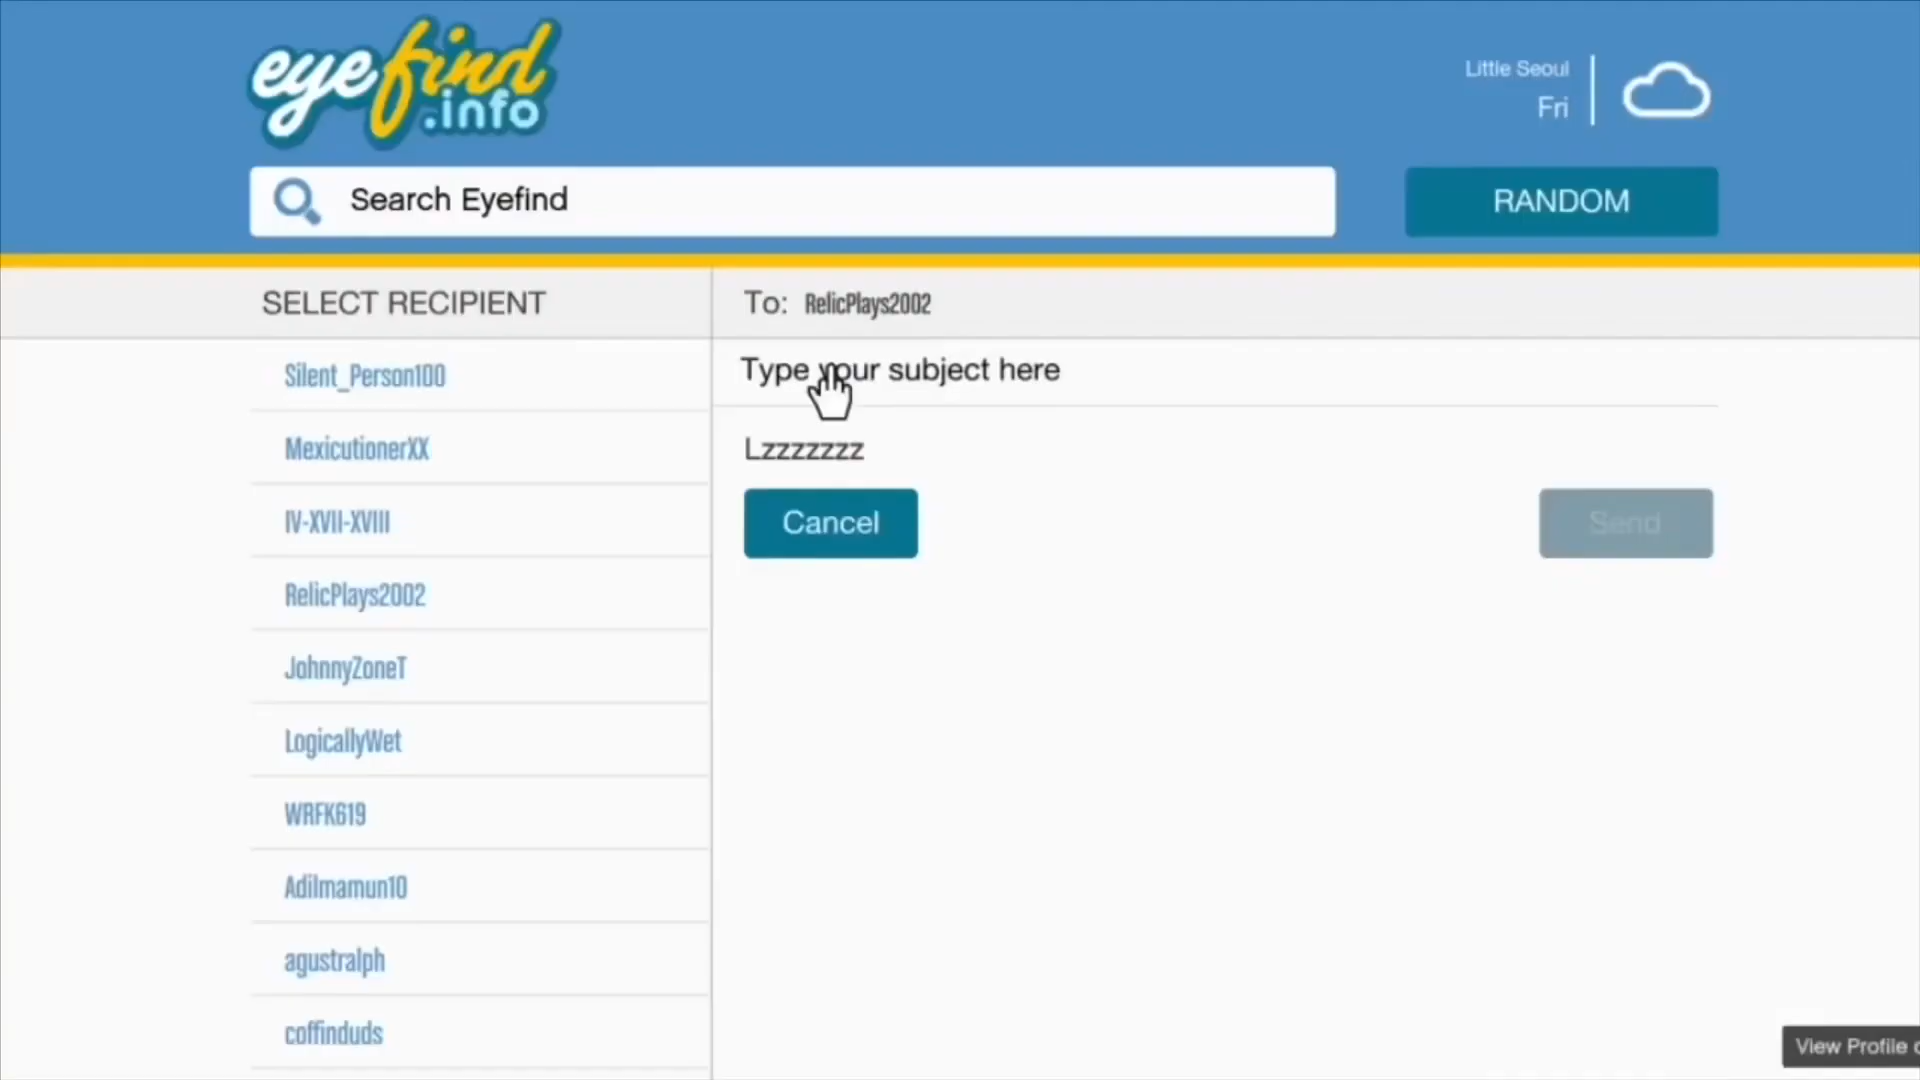 eyefind
.info
Little Seoul
Fri
Search Eyefind
RANDOM
SELECT RECIPIENT
To: RelicPlays2002
Silent_Person100
Type your subject here
MexicutionerXX
Lzzzzzzz
IV-XVII-XVIII
Cancel
Send
RelicPlays2002
JohnnyZoneT
LogicallyWet
WRFK619
Adilmamun10
agustralph
coffinduds
View Profile